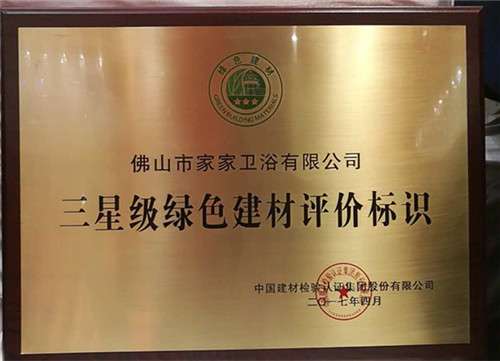 绿色建材
GREEN BUILDING MATERIALS
佛山市家家卫浴有限公司
三星级绿色建材评价标识
中国建材检验认证集团股份有限公司
二〇一七年四月